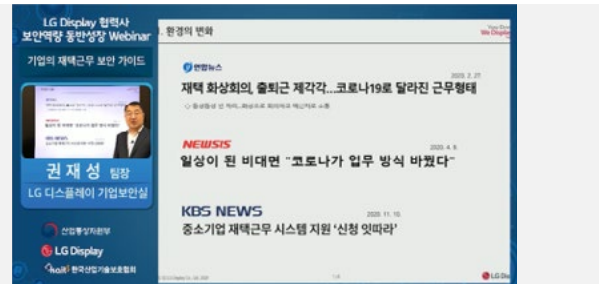 LG Display 협력사
보안역량 동반성장 Webinar
기업의 재택근무 보안 가이드
권재성 팀장
LG 디스플레이 기업보안실
산업통상자원부
LG Display
한국산업기술보호협회
. 환경의 변화
연합뉴스
2020. 2. 27.
재택 화상회의, 출퇴근 제각각...코로나19로 달라진 근무형태
NEWSIS
2020. 4. 6.
일상이 된 비대면 "코로나가 업무 방식 바꿨다"
KBS NEWS
2020. 11. 10.
중소기업 재택근무 시스템 지원 '신청 잇따라'